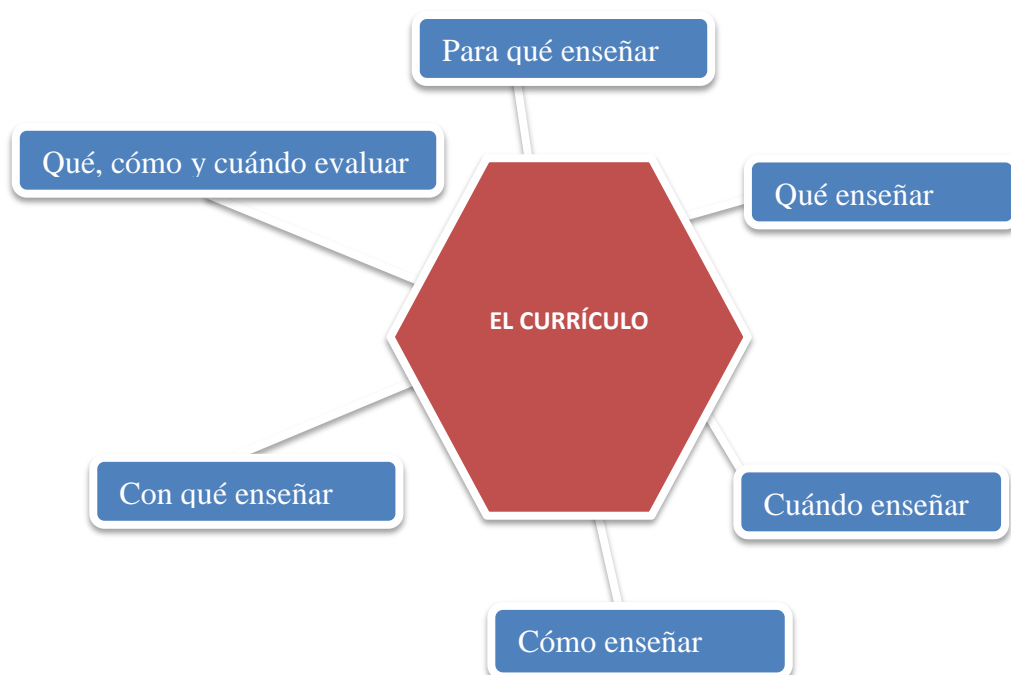 Para qué enseñar
Qué, cómo y cuándo evaluar
Qué enseñar
EL CURRÍCULO
Con qué enseñar
Cuándo enseñar
Cómo enseñar